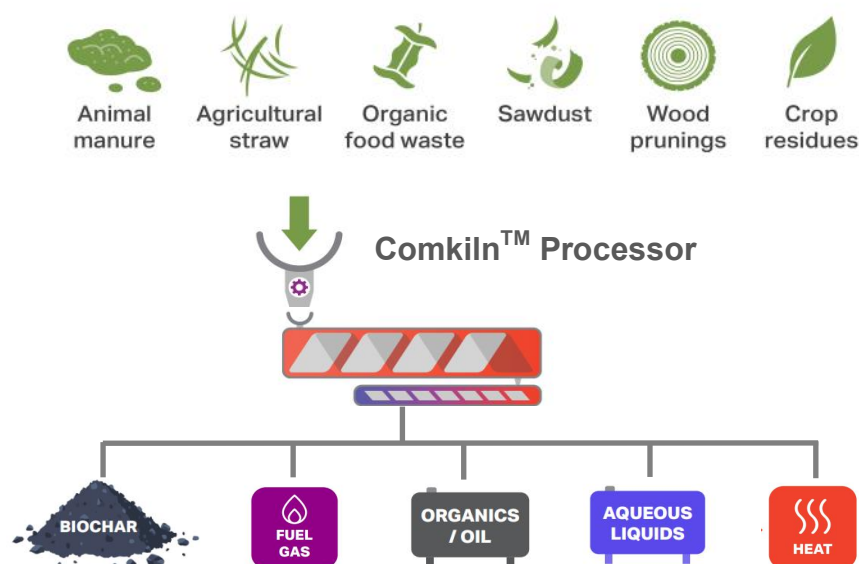 Animal
manure
Agricultural
straw
Organic
food waste
Sawdust
Wood
prunings
Crop
residues
Comkiln™ Processor
BIOCHAR
FUEL
GAS
ORGANICS
/ OIL
AQUEOUS
LIQUIDS
HEAT